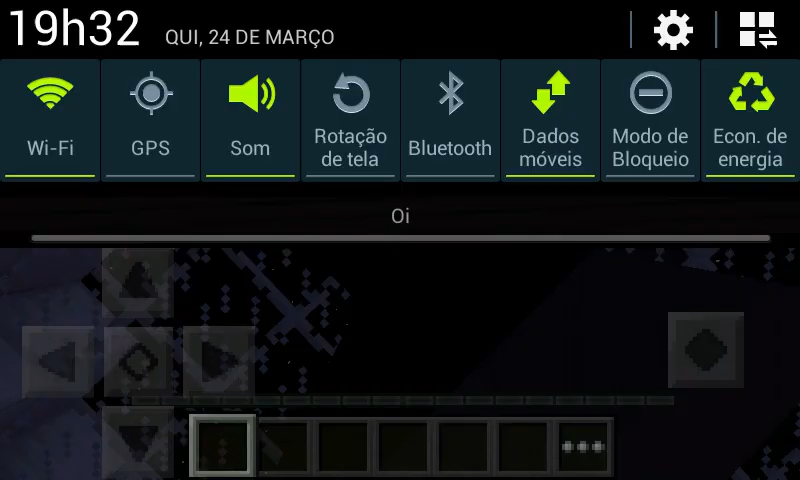 19h32 QUI, 24 DE MARÇO
Wi-Fi
GPS
Som
Rotação
de tela
Bluetooth
Dados
móveis
Modo de
Bloqueio
Econ. de
energia
Oi